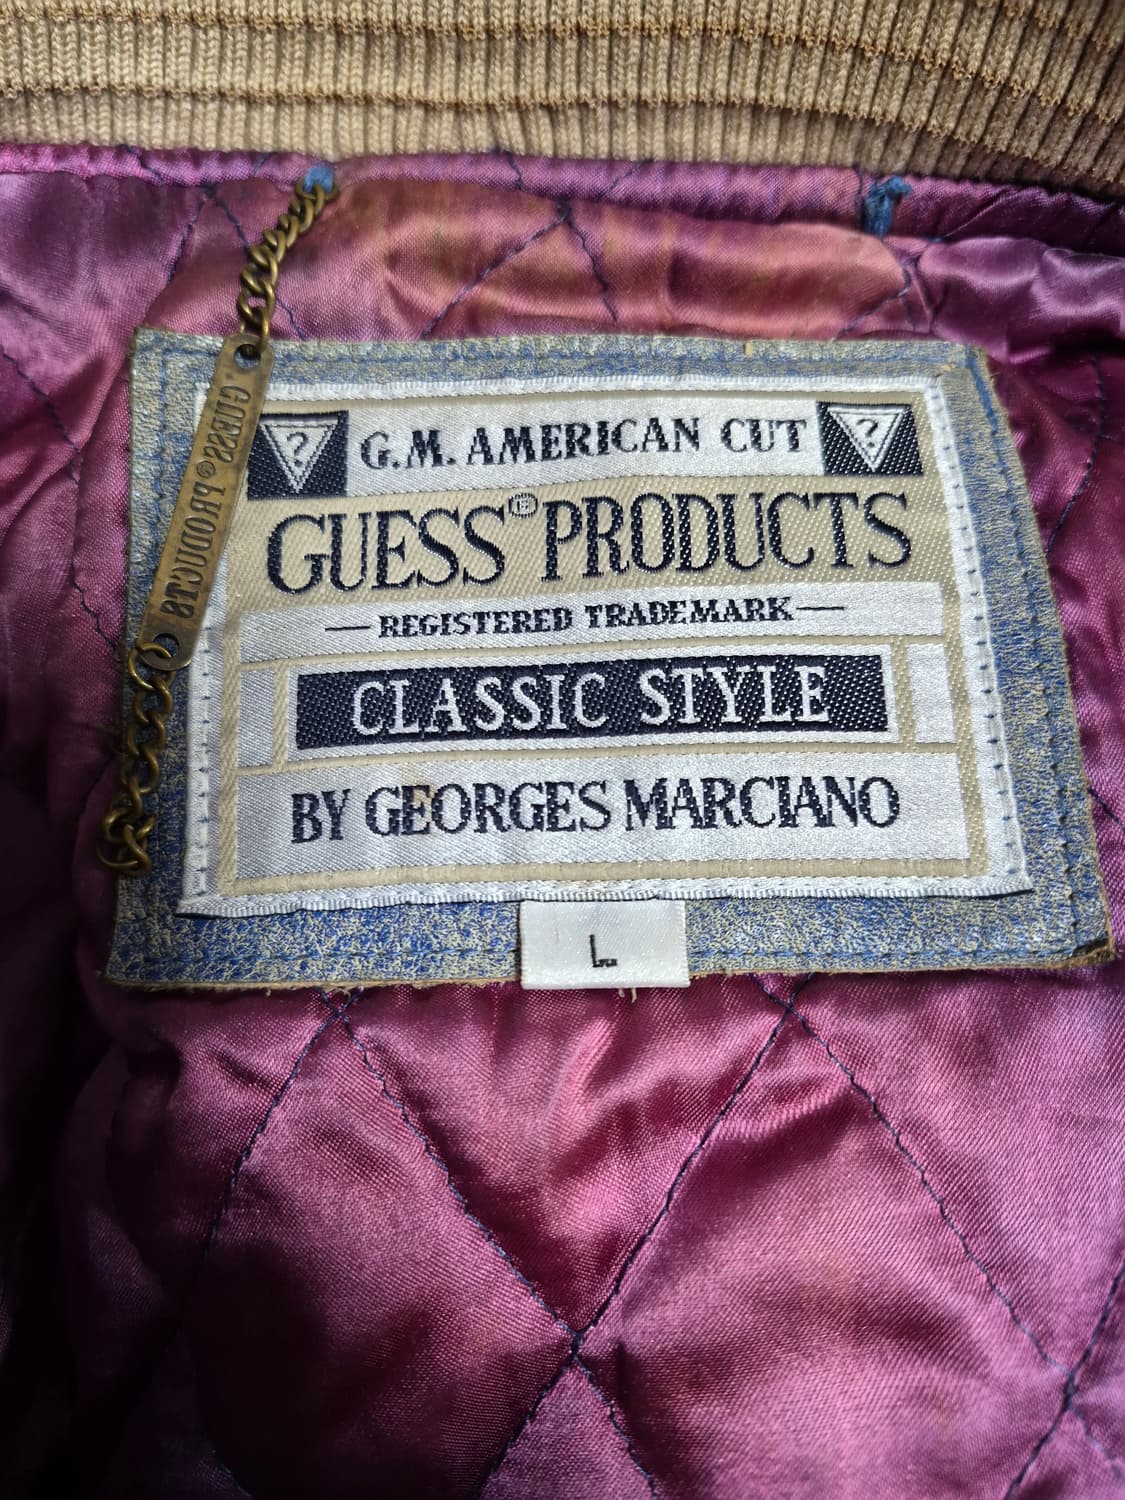 ? G.M. AMERICAN CUT ?
GUESS® PRODUCTS
REGISTERED TRADEMARK
CLASSIC STYLE
BY GEORGES MARCIANO
L
GUESS® PRODUCTS